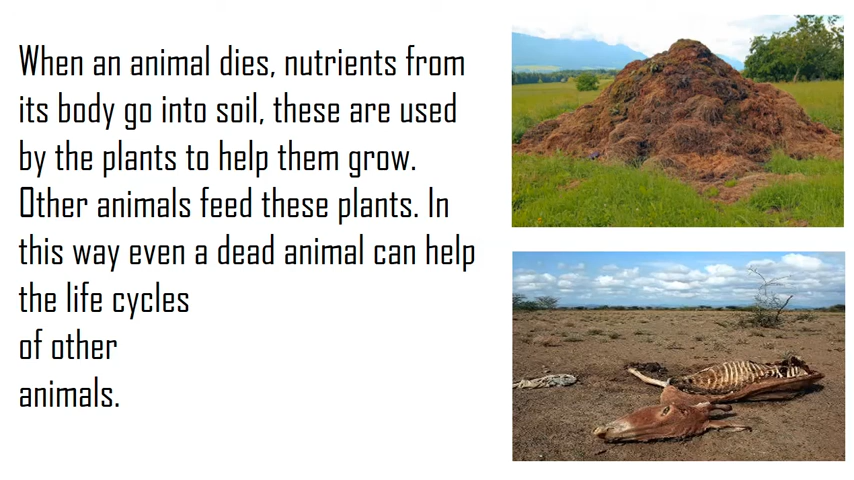 When an animal dies, nutrients from
its body go into soil, these are used
by the plants to help them grow.
Other animals feed these plants. In
this way even a dead animal can help
the life cycles
of other
animals.